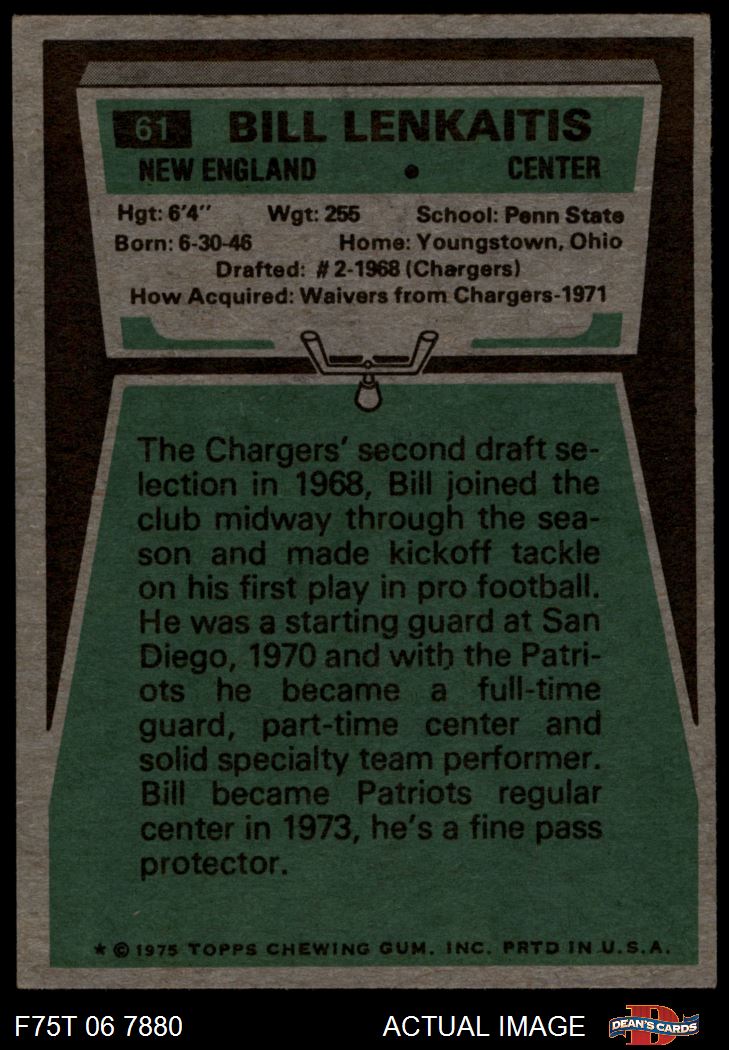 61 BILL LENKAITIS
NEW ENGLAND • CENTER
Hgt: 6'4" Wgt: 255 School: Penn State
Born: 6-30-46 Home: Youngstown, Ohio
Drafted: #2-1968 (Chargers)
How Acquired: Waivers from Chargers-1971
The Chargers' second draft se-
lection in 1968, Bill joined the
club midway through the sea-
son and made kickoff tackle
on his first play in pro football.
He was a starting guard at San
Diego, 1970 and with the Patri-
ots he became a full-time
guard, part-time center and
solid specialty team performer.
Bill became Patriots regular
center in 1973, he's a fine pass
protector.
* © 1975 TOPPS CHEWING GUM, INC. PRTD IN U.S.A.
F75T 06 7880 ACTUAL IMAGE D DEAN'S CARDS